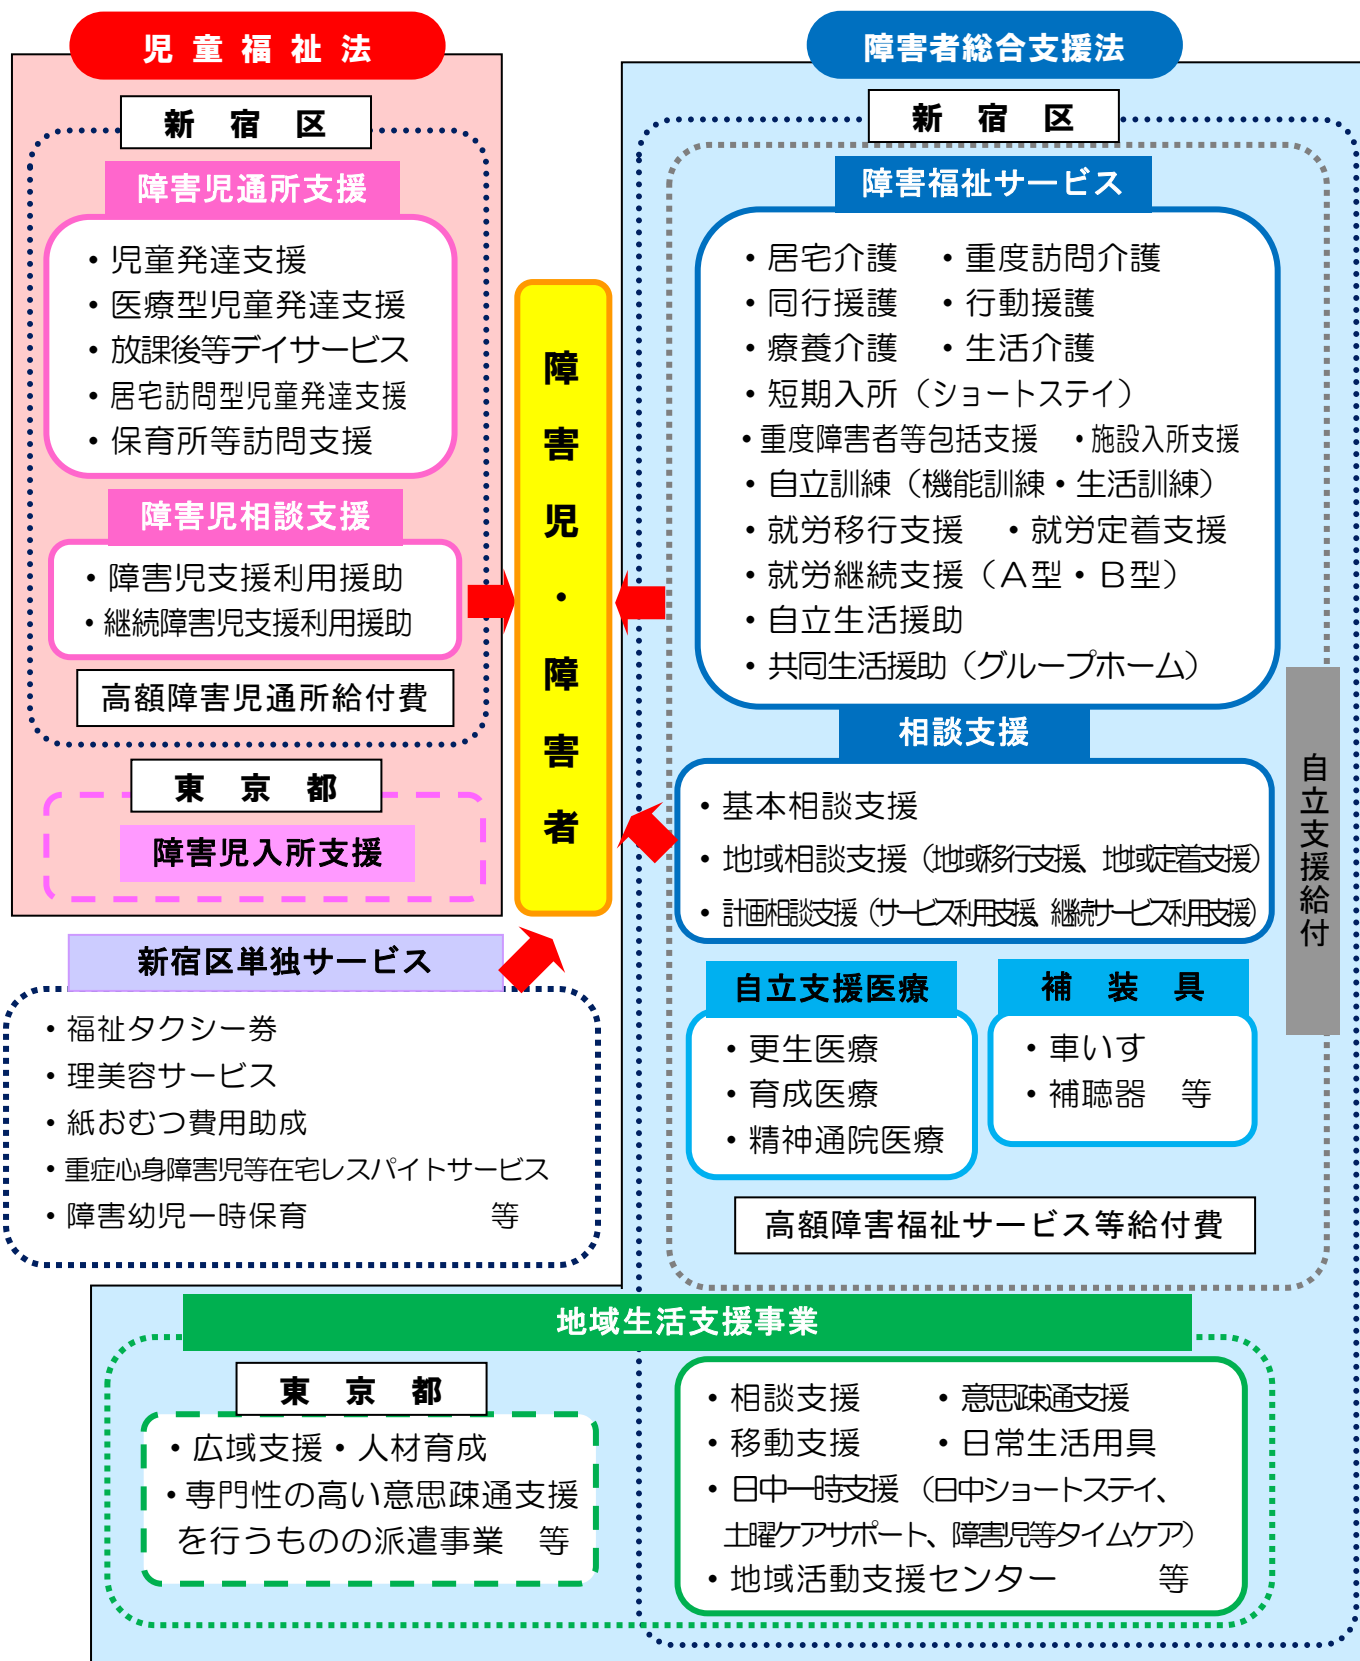 児童福祉法
新宿区
障害児通所支援
・児童発達支援
・医療型児童発達支援
・放課後等デイサービス
・居宅訪問型児童発達支援
・保育所等訪問支援
障害児相談支援
・障害児支援利用援助
・継続障害児支援利用援助
高額障害児通所給付費
東京都
障害児入所支援
障害児・障害者
新宿区単独サービス
・福祉タクシー券
・理美容サービス
・紙おむつ費用助成
・重症心身障害児等在宅レスパイトサービス
・障害幼児一時保育 等
障害者総合支援法
新宿区
障害福祉サービス
・居宅介護 ・重度訪問介護
・同行援護 ・行動援護
・療養介護 ・生活介護
・短期入所（ショートステイ）
・重度障害者等包括支援 ・施設入所支援
・自立訓練（機能訓練・生活訓練）
・就労移行支援 ・就労定着支援
・就労継続支援（Ａ型・Ｂ型）
・自立生活援助
・共同生活援助（グループホーム）
相談支援
・基本相談支援
・地域相談支援（地域移行支援、地域定着支援）
・計画相談支援（サービス利用支援、継続サービス利用支援）
自立支援給付
自立支援医療
・更生医療
・育成医療
・精神通院医療
補装具
・車いす
・補聴器 等
高額障害福祉サービス等給付費
地域生活支援事業
東京都
・広域支援・人材育成
・専門性の高い意思疎通支援
を行うものの派遣事業 等
・相談支援 ・意思疎通支援
・移動支援 ・日常生活用具
・日中一時支援（日中ショートステイ、
土曜ケアサポート、障害児等タイムケア）
・地域活動支援センター 等